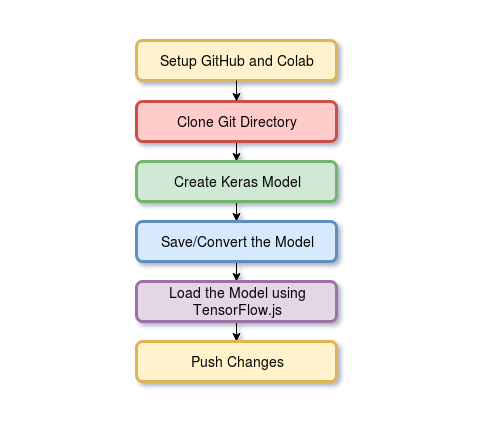 Setup GitHub and Colab
Clone Git Directory
Create Keras Model
Save/Convert the Model
Load the Model using
TensorFlow.js
Push Changes